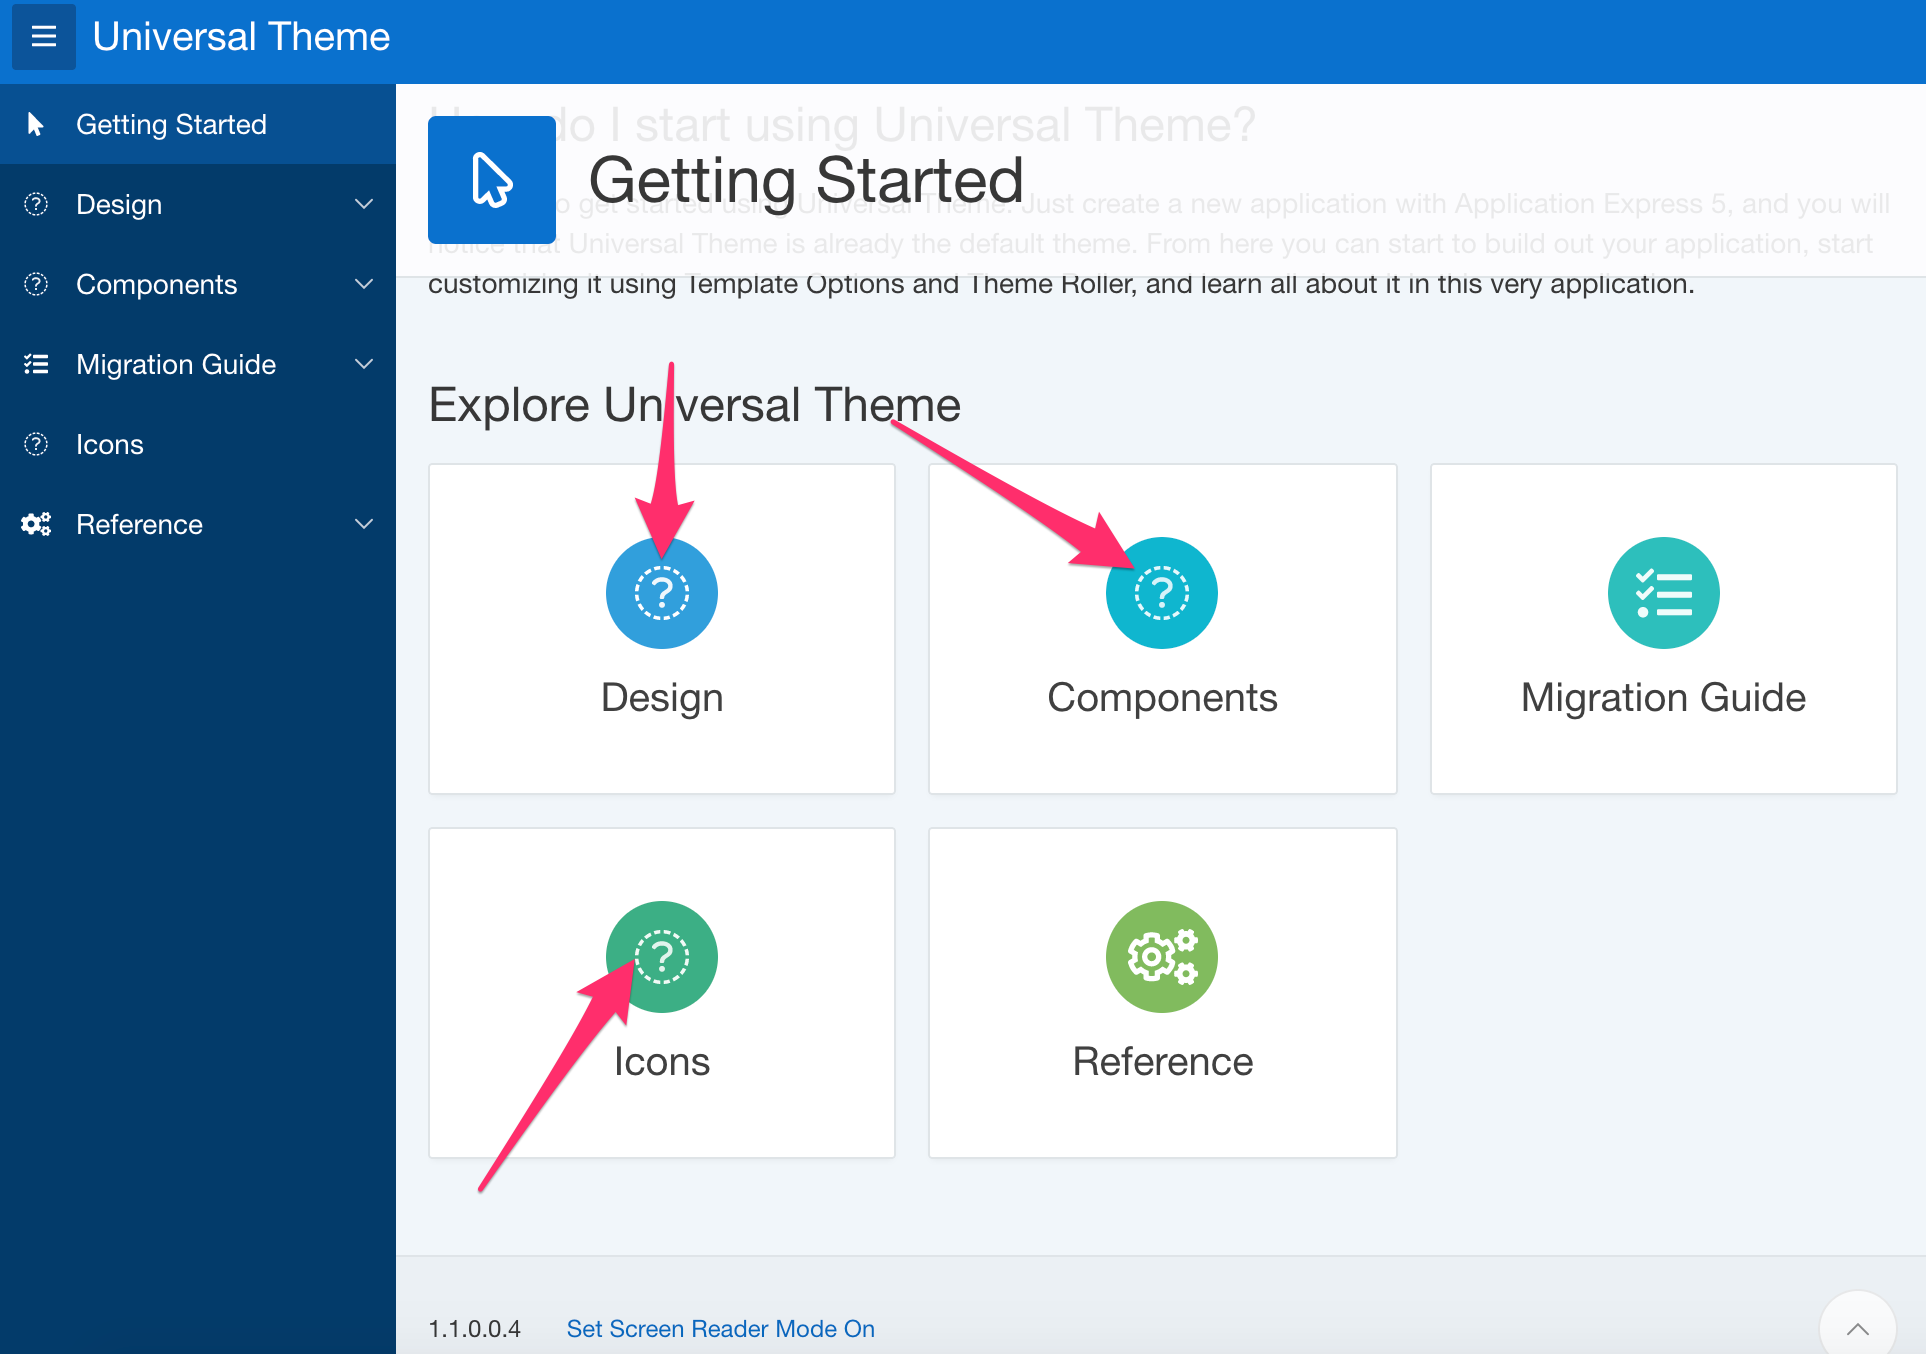 Universal Theme
Getting Started
Design
Components
Migration Guide
Icons
Reference
do I start using Universal Theme?
Getting Started
o get started using Universal Theme. Just create a new application with Application Express 5, and you will
notice that Universal Theme is already the default theme. From here you can start to build out your application, start
customizing it using Template Options and Theme Roller, and learn all about it in this very application.
Explore Universal Theme
Design
Components
Migration Guide
Icons
Reference
1.1.0.0.4
Set Screen Reader Mode On